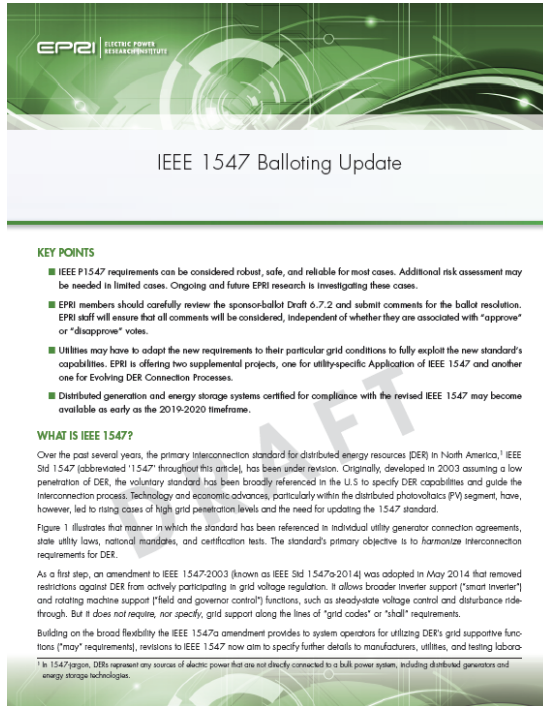 EPRI | ELECTRIC POWER
RESEARCH INSTITUTE
IEEE 1547 Balloting Update
KEY POINTS
■ IEEE P1547 requirements can be considered robust, safe, and reliable for most cases. Additional risk assessment may
be needed in limited cases. Ongoing and future EPRI research is investigating these cases.
■ EPRI members should carefully review the sponsor-ballot Draft 6.7.2 and submit comments for the ballot resolution.
EPRI staff will ensure that all comments will be considered, independent of whether they are associated with "approve"
or "disapprove" votes.
■ Utilities may have to adapt the new requirements to their particular grid conditions to fully exploit the new standard's
capabilities. EPRI is offering two supplemental projects, one for utility-specific Application of IEEE 1547 and another
one for Evolving DER Connection Processes.
■ Distributed generation and energy storage systems certified for compliance with the revised IEEE 1547 may become
available as early as the 2019-2020 timeframe.
DRAFT
WHAT IS IEEE 1547?
Over the past several years, the primary interconnection standard for distributed energy resources (DER) in North America,¹ IEEE
Std 1547 (abbreviated '1547' throughout this article), has been under revision. Originally, developed in 2003 assuming a low
penetration of DER, the voluntary standard has been broadly referenced in the U.S to specify DER capabilities and guide the
interconnection process. Technology and economic advances, particularly within the distributed photovoltaics (PV) segment, have,
however, led to rising cases of high grid penetration levels and the need for updating the 1547 standard.
Figure 1 illustrates that manner in which the standard has been referenced in individual utility generator connection agreements,
state utility laws, national mandates, and certification tests. The standard's primary objective is to harmonize interconnection
requirements for DER.
As a first step, an amendment to IEEE 1547-2003 (known as IEEE Std 1547a-2014) was adopted in May 2014 that removed
restrictions against DER from actively participating in grid voltage regulation. It allows broader inverter support ("smart inverter")
and rotating machine support ("field and governor control") functions, such as steady-state voltage control and disturbance ride-
through. But it does not require, nor specify, grid support along the lines of "grid codes" or "shall" requirements.
Building on the broad flexibility the IEEE 1547a amendment provides to system operators for utilizing DER's grid supportive func-
tions ("may" requirements), revisions to IEEE 1547 now aim to specify further details to manufacturers, utilities, and testing labora-
¹ In 1547-jargon, DERs represent any sources of electric power that are not directly connected to a bulk power system, including distributed generators and
energy storage technologies.